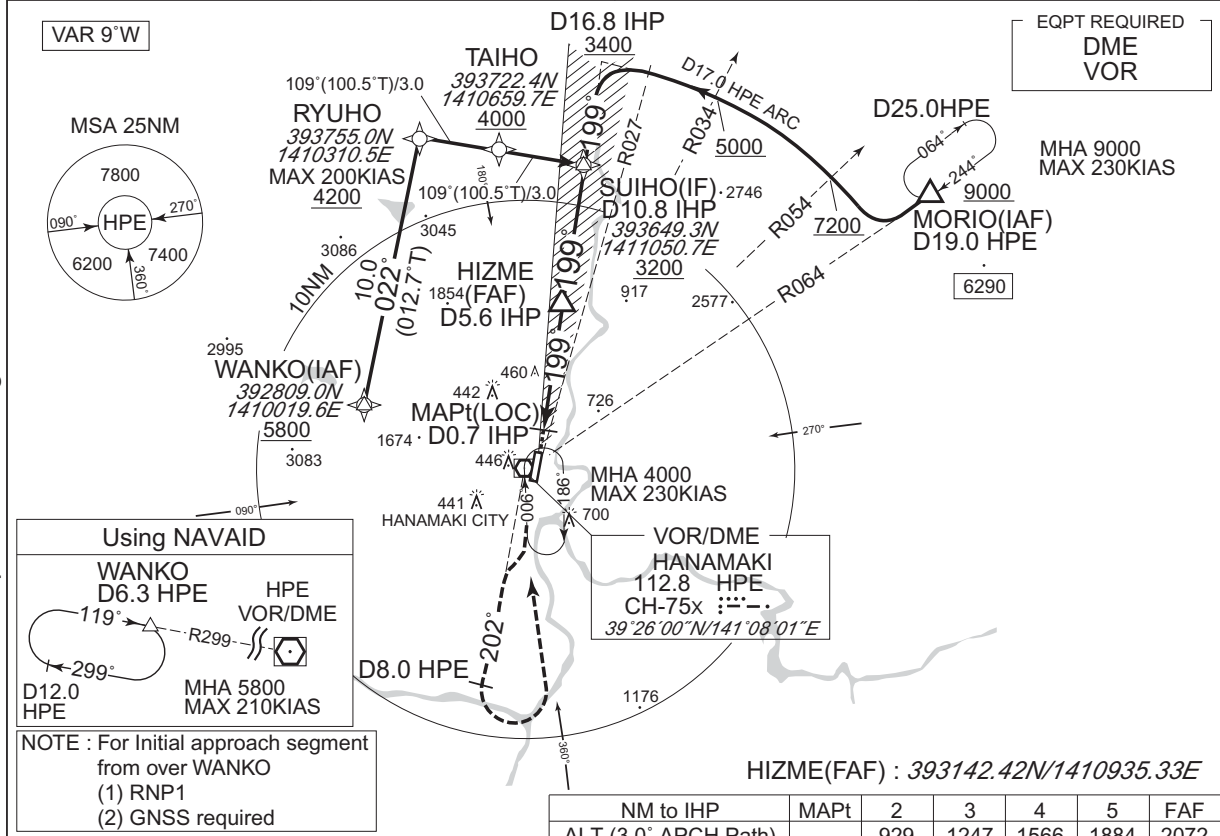 VAR 9°W
D16.8 IHP
3400
EQPT REQUIRED
DME
VOR
TAIHO
393722.4N
1410659.7E
4000
109°(100.5°T)/3.0
RYUHO
393755.0N
1410310.5E
MAX 200KIAS
4200
MSA 25NM
7800
090°
HPE
270°
6200
7400
360°
199°
R027
R034
D17.0 HPE ARC
5000
D25.0HPE
064°
244°
MHA 9000
MAX 230KIAS
9000
MORIO(IAF)
D19.0 HPE
6290
7200
R054
R064
109°(100.5°T)/3.0
180°
SUIHO(IF)
D10.8 IHP
393649.3N
1411050.7E
3200
2746
3045
3086
10NM
10.0
022°
(012.7°T)
HIZME
(FAF)
D5.6 IHP
1854
199°
917
2577
2995
WANKO(IAF)
392809.0N
1410019.6E
5800
3083
199°
460
442
MAPt(LOC)
D0.7 IHP
1674
446
726
270°
441
HANAMAKI CITY
006°
186°
MHA 4000
MAX 230KIAS
700
VOR/DME
HANAMAKI
112.8 HPE
CH-75x
39°26′00″N/141°08′01″E
090°
Using NAVAID
WANKO
D6.3 HPE
HPE
VOR/DME
119°
R299
299°
D12.0
HPE
MHA 5800
MAX 210KIAS
202°
D8.0 HPE
1176
360°
NOTE : For Initial approach segment
from over WANKO
(1) RNP1
(2) GNSS required
HIZME(FAF) : 393142.42N/1410935.33E
NM to IHP MAPt 2 3 4 5 FAF
ALT (3.0° APCH Path) 929 1247 1566 1884 2072